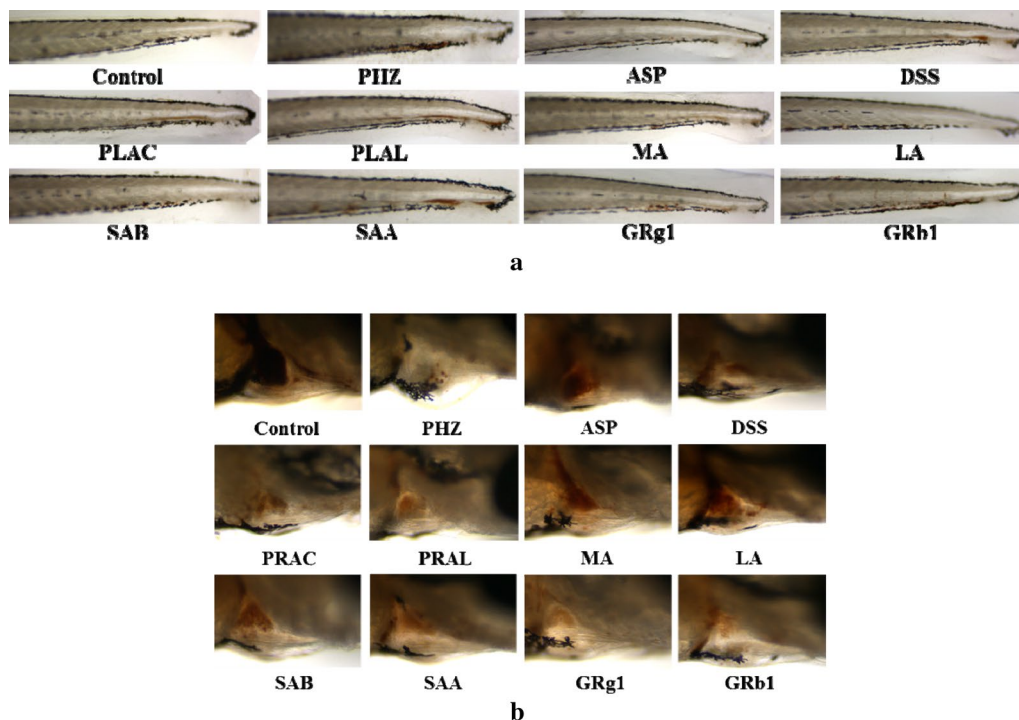 Control PHZ ASP DSS
PLAC PLAL MA LA
SAB SAA GRg1 GRb1
a
Control PHZ ASP DSS
PRAC PRAL MA LA
SAB SAA GRg1 GRb1
b